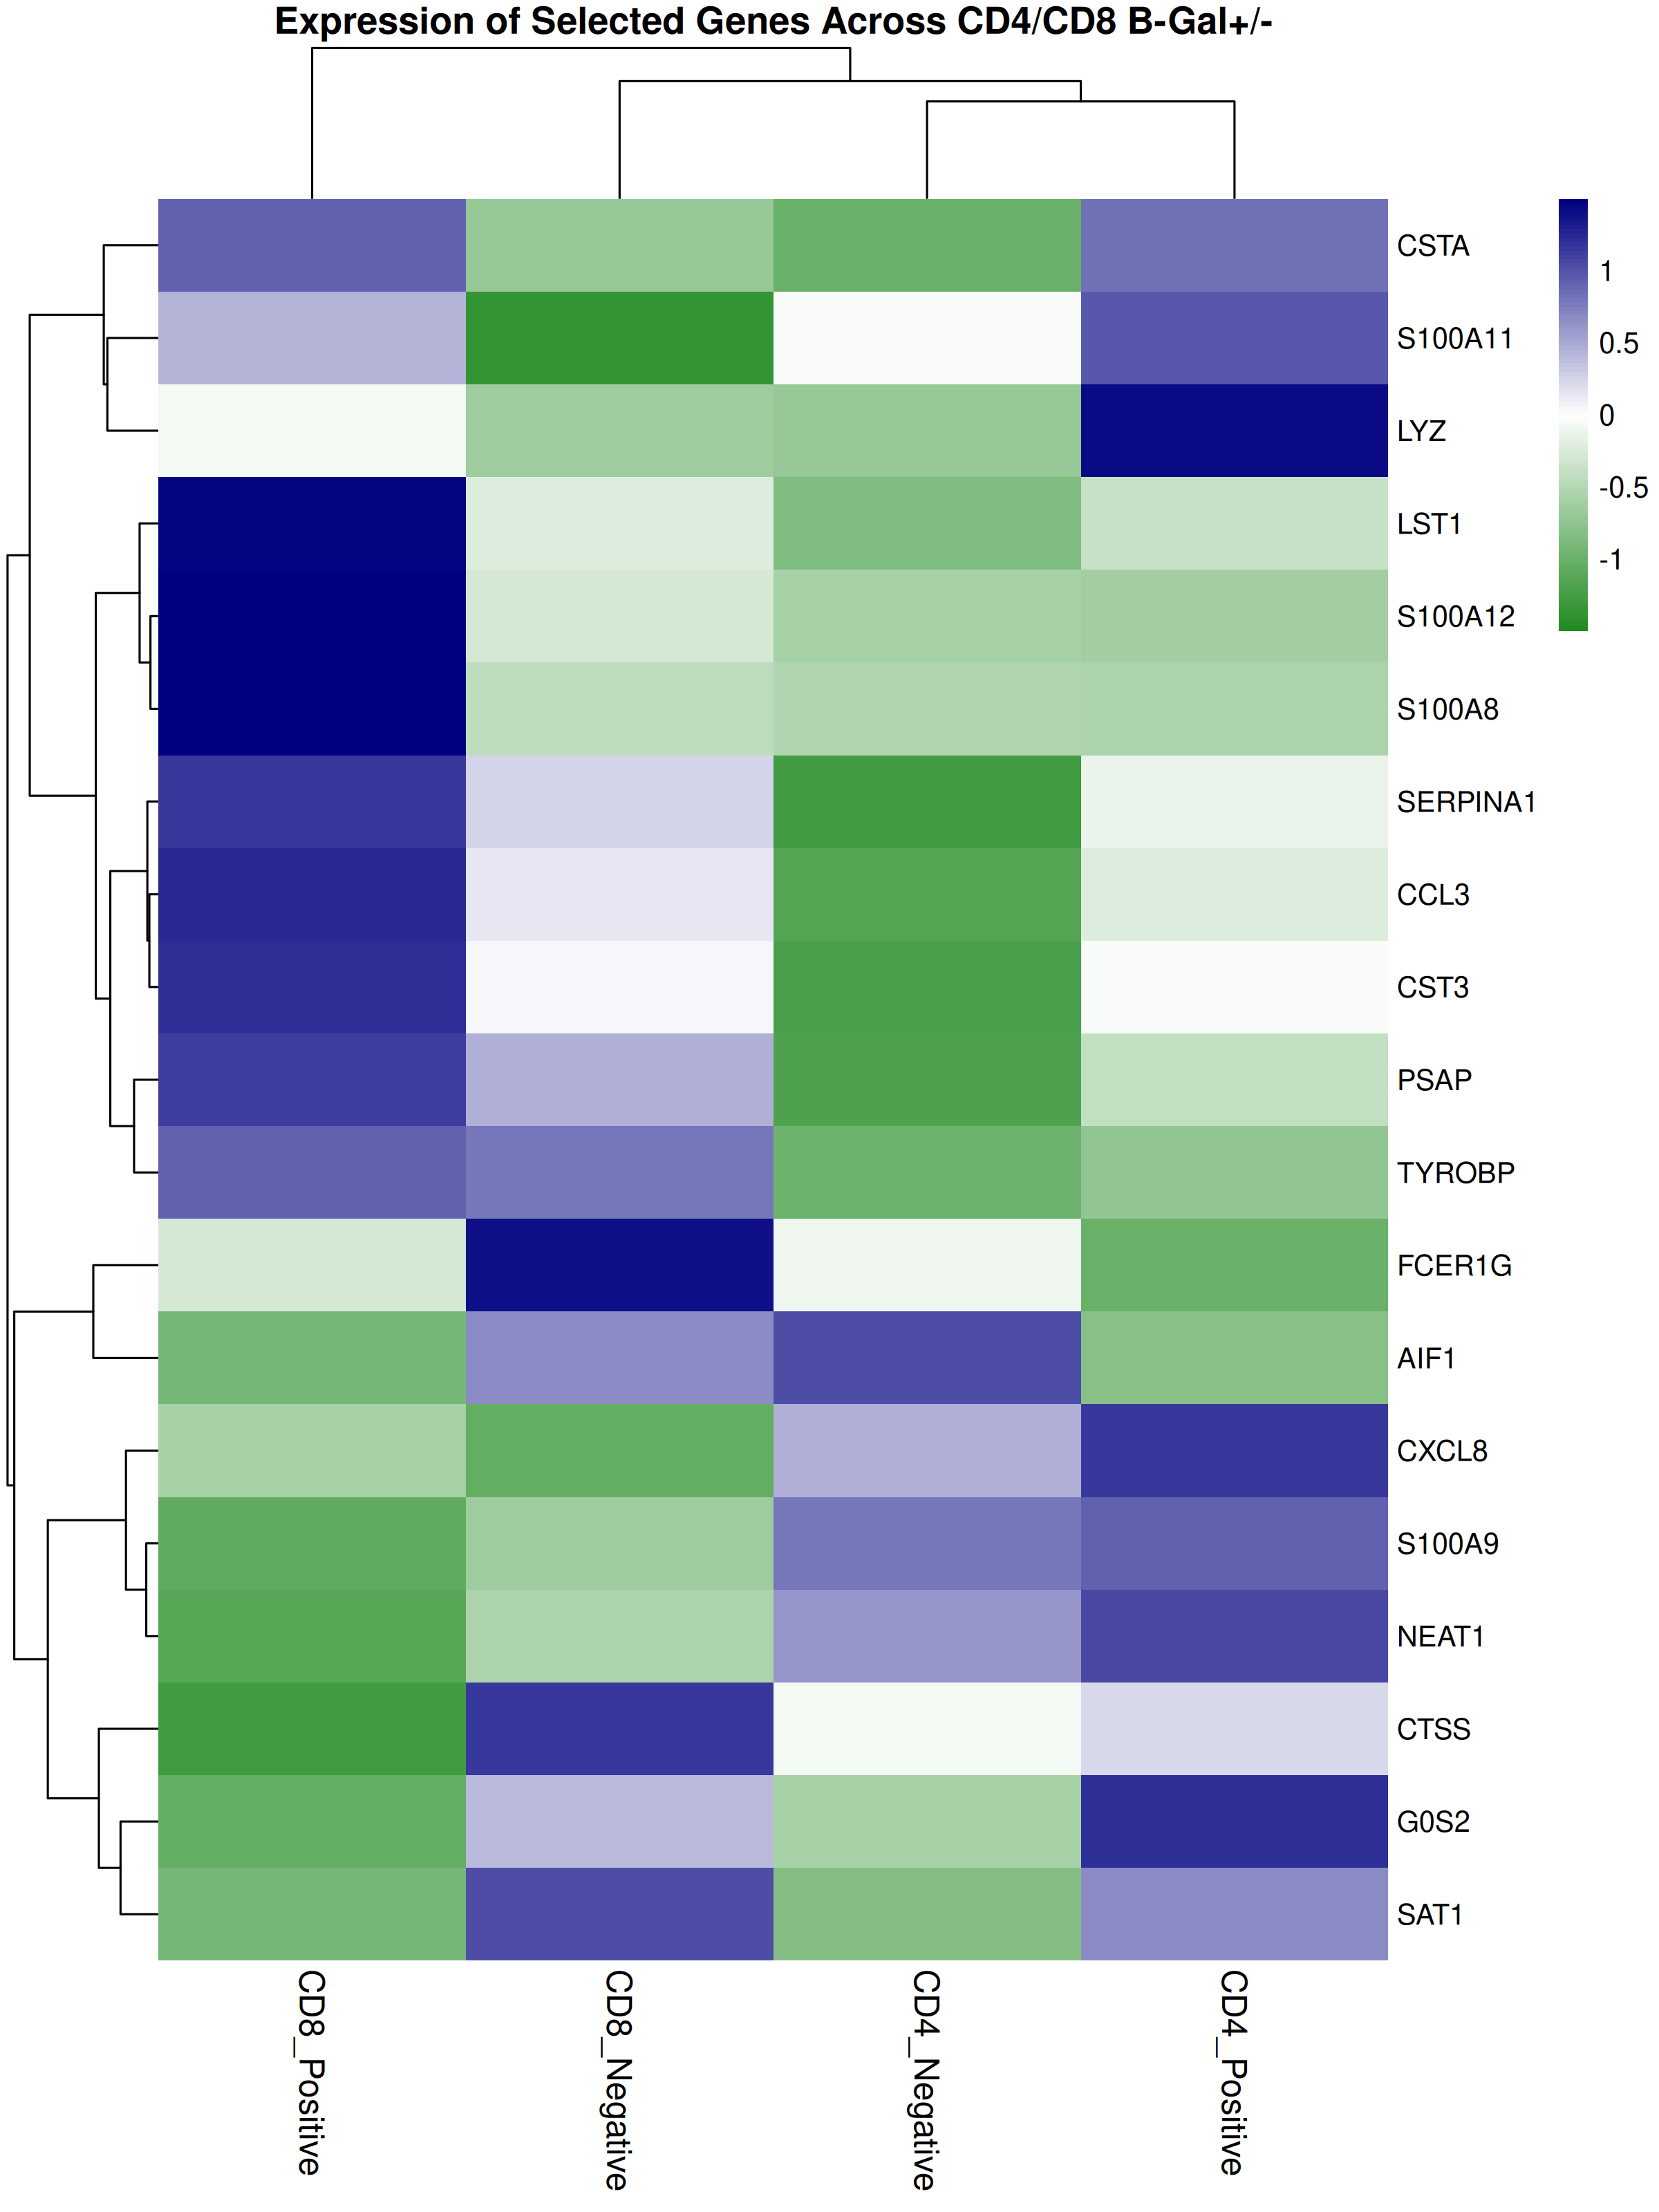 Expression of Selected Genes Across CD4/CD8 B-Gal+/-
CSTA
S100A11
LYZ
LST1
S100A12
S100A8
SERPINA1
CCL3
CST3
PSAP
TYROBP
FCER1G
AIF1
CXCL8
S100A9
NEAT1
CTSS
G0S2
SAT1
1
0.5
0
-0.5
-1
CD8_Positive
CD8_Negative
CD4_Negative
CD4_Positive